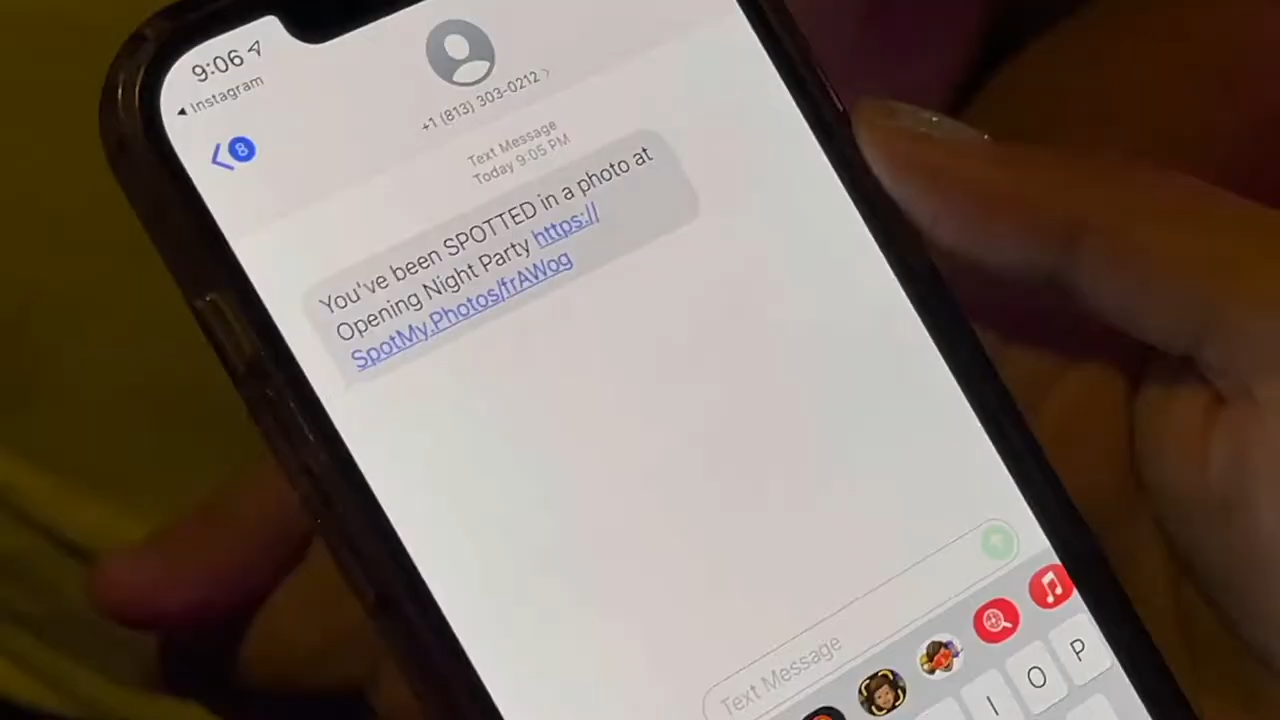 9:06
Instagram
8
+1 (813) 303-0212
Text Message
Today 9:05 PM
You've been SPOTTED in a photo at
Opening Night Party https://
SpotMy.Photos/frAWog
Text Message
I O P